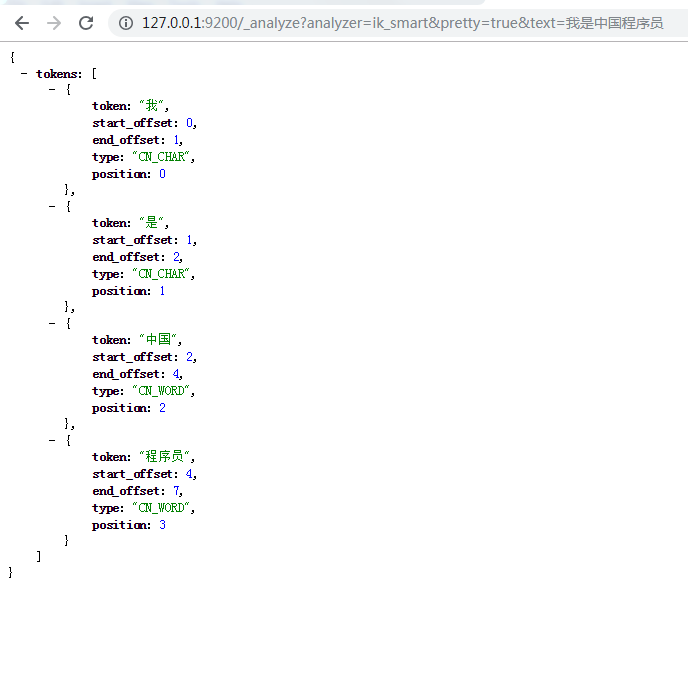 127.0.0.1:9200/_analyze?analyzer=ik_smart&pretty=true&text=我是中国程序员
{
- tokens: [
- {
token: "我",
start_offset: 0,
end_offset: 1,
type: "CN_CHAR",
position: 0
},
- {
token: "是",
start_offset: 1,
end_offset: 2,
type: "CN_CHAR",
position: 1
},
- {
token: "中国",
start_offset: 2,
end_offset: 4,
type: "CN_WORD",
position: 2
},
- {
token: "程序员",
start_offset: 4,
end_offset: 7,
type: "CN_WORD",
position: 3
}
]
}